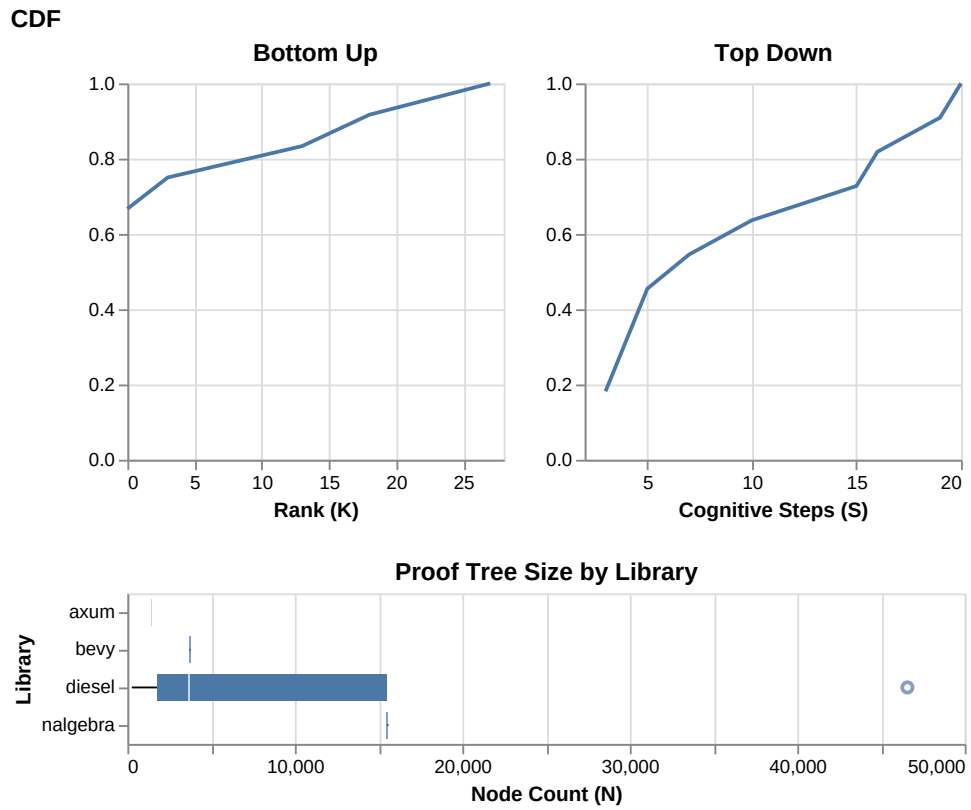 CDF
Bottom Up
1.0
0.8
0.6
0.4
0.2
0.0
0 5 10 15 20 25
Rank (K)
Top Down
1.0
0.8
0.6
0.4
0.2
0.0
5 10 15 20
Cognitive Steps (S)
Proof Tree Size by Library
Library
axum
bevy
diesel
nalgebra
0 10,000 20,000 30,000 40,000 50,000
Node Count (N)